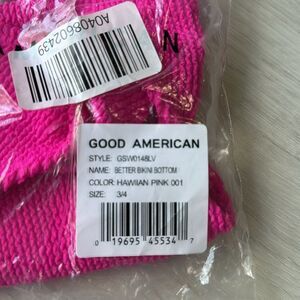 A0408602439
N
GOOD AMERICAN
STYLE: GSW0148LV
NAME: BETTER BIKINI BOTTOM
COLOR: HAWIIAN PINK 001
SIZE: 3/4
0 19695 45534 7